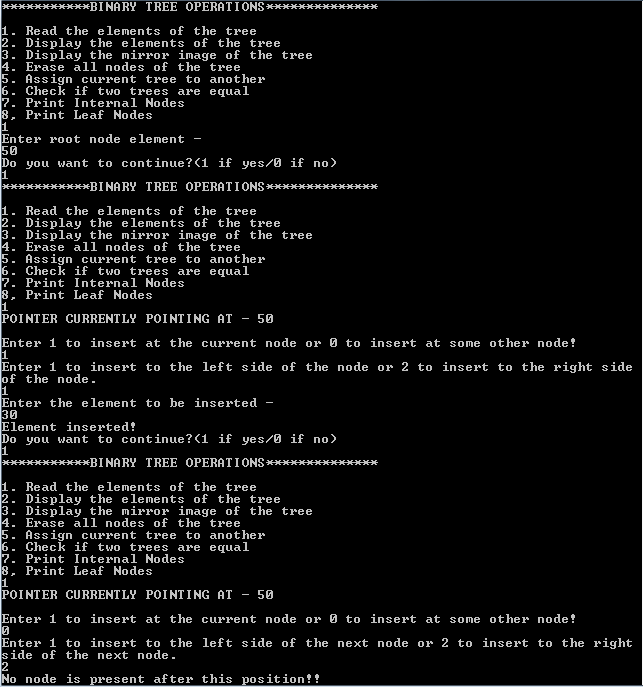 ***********BINARY TREE OPERATIONS**************
1. Read the elements of the tree
2. Display the elements of the tree
3. Display the mirror image of the tree
4. Erase all nodes of the tree
5. Assign current tree to another
6. Check if two trees are equal
7. Print Internal Nodes
8, Print Leaf Nodes
1
Enter root node element -
50
Do you want to continue?(1 if yes/0 if no)
1
***********BINARY TREE OPERATIONS**************
1. Read the elements of the tree
2. Display the elements of the tree
3. Display the mirror image of the tree
4. Erase all nodes of the tree
5. Assign current tree to another
6. Check if two trees are equal
7. Print Internal Nodes
8, Print Leaf Nodes
1
POINTER CURRENTLY POINTING AT - 50
Enter 1 to insert at the current node or 0 to insert at some other node!
1
Enter 1 to insert to the left side of the node or 2 to insert to the right side
of the node.
1
Enter the element to be inserted -
30
Element inserted!
Do you want to continue?(1 if yes/0 if no)
1
***********BINARY TREE OPERATIONS**************
1. Read the elements of the tree
2. Display the elements of the tree
3. Display the mirror image of the tree
4. Erase all nodes of the tree
5. Assign current tree to another
6. Check if two trees are equal
7. Print Internal Nodes
8, Print Leaf Nodes
1
POINTER CURRENTLY POINTING AT - 50
Enter 1 to insert at the current node or 0 to insert at some other node!
0
Enter 1 to insert to the left side of the next node or 2 to insert to the right
side of the next node.
2
No node is present after this position!!